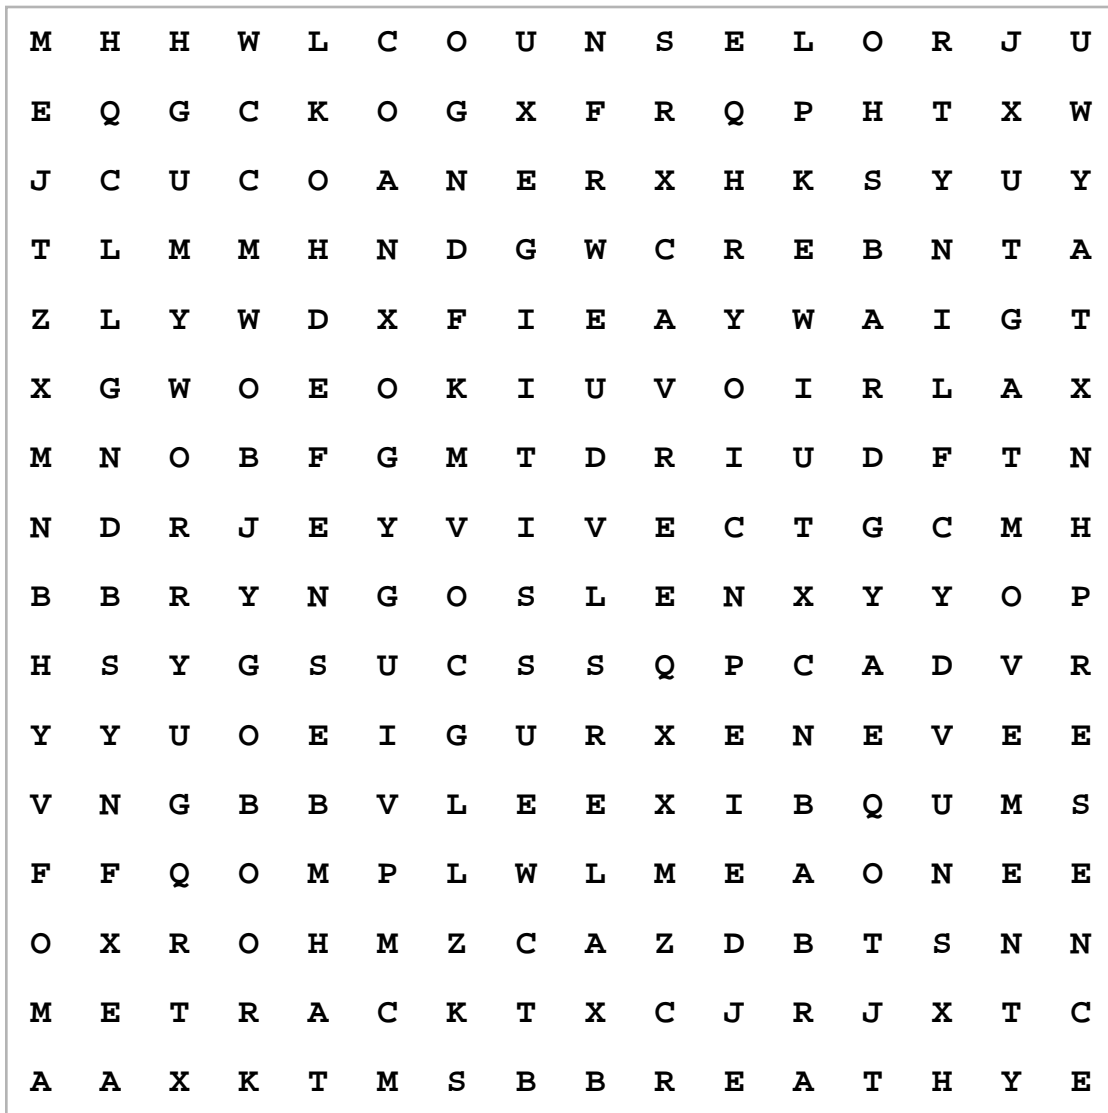 M H H W L C O U N S E L O R J U
E Q G C K O G X F R Q P H T X W
J C U C O A N E R X H K S Y U Y
T L M M H N D G W C R E B N T A
Z L Y W D X F I E A Y W A I G T
X G W O E O K I U V O I R L A X
M N O B F G M T D R I U D F T N
N D R J E Y V I V E C T G C M H
B B R Y N G O S L E N X Y Y O P
H S Y G S U C S S Q P C A D V R
Y Y U O E I G U R X E N E V E E
V N G B B V L E E X I B Q U M S
F F Q O M P L W L M E A O N E E
O X R O H M Z C A Z D B T S N N
M E T R A C K T X C J R J X T C
A A X K T M S B B R E A T H Y E